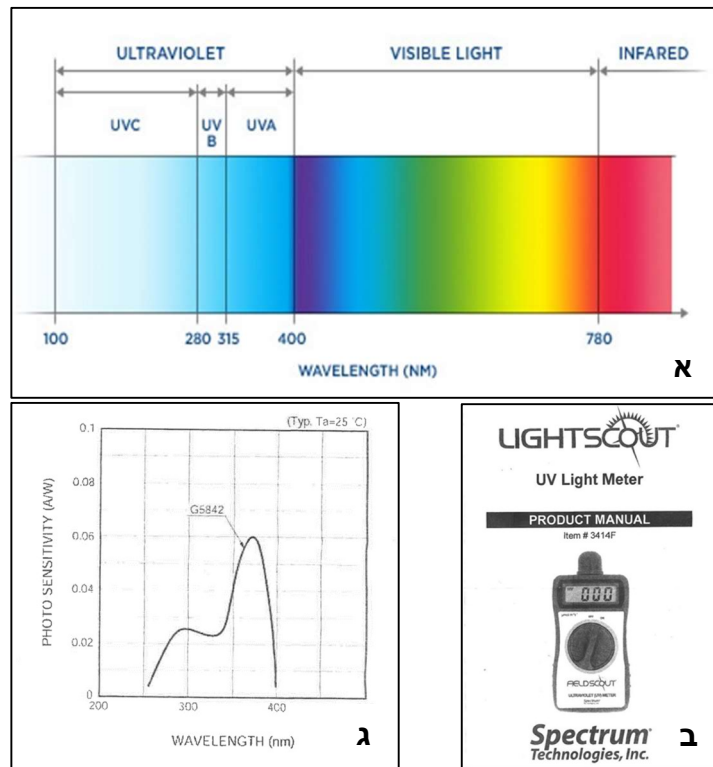 ULTRAVIOLET VISIBLE LIGHT INFARED
UVC UV B UVA
100 280 315 400 780
WAVELENGTH (NM)
א
(Typ. Ta=25 °C)
0.1
0.08
0.06
0.04
0.02
0
G5842
PHOTO SENSITIVITY (A/W)
200 300 400
WAVELENGTH (nm)
ג
LIGHTSCOUT®
UV Light Meter
PRODUCT MANUAL
Item # 3414F
000
FIELDSCOUT
Spectrum®
Technologies, Inc.
ב